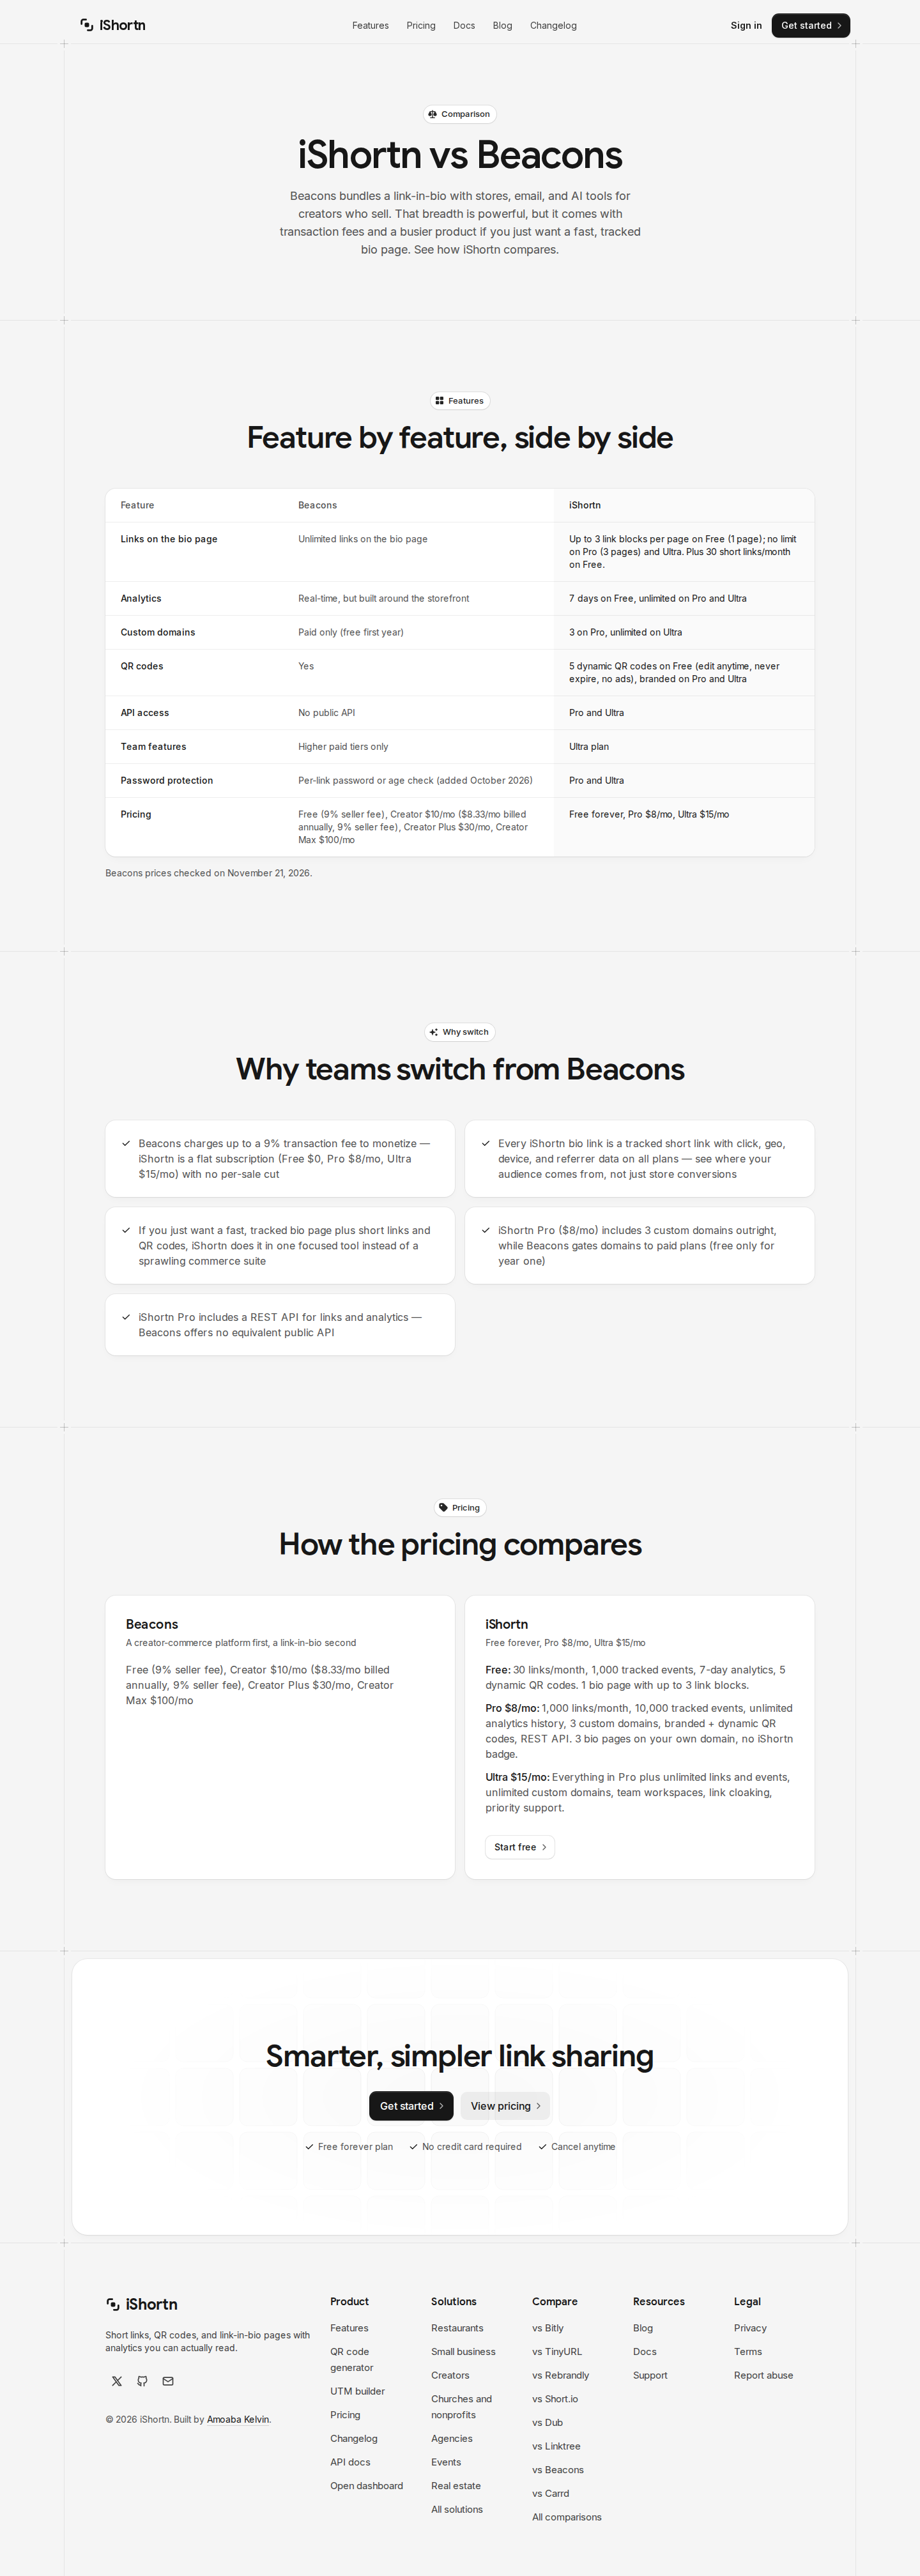 iShortn
Features
Pricing
Docs
Blog
Changelog
Sign in
Get started
Comparison
iShortn vs Beacons
Beacons bundles a link-in-bio with stores, email, and AI tools for
creators who sell. That breadth is powerful, but it comes with
transaction fees and a busier product if you just want a fast, tracked
bio page. See how iShortn compares.
Features
Feature by feature, side by side
Feature
Beacons
iShortn
Links on the bio page
Unlimited links on the bio page
Up to 3 link blocks per page on Free (1 page); no limit
on Pro (3 pages) and Ultra. Plus 30 short links/month
on Free.
Analytics
Real-time, but built around the storefront
7 days on Free, unlimited on Pro and Ultra
Custom domains
Paid only (free first year)
3 on Pro, unlimited on Ultra
QR codes
Yes
5 dynamic QR codes on Free (edit anytime, never
expire, no ads), branded on Pro and Ultra
API access
No public API
Pro and Ultra
Team features
Higher paid tiers only
Ultra plan
Password protection
Per-link password or age check (added October 2026)
Pro and Ultra
Pricing
Free (9% seller fee), Creator $10/mo ($8.33/mo billed
annually, 9% seller fee), Creator Plus $30/mo, Creator
Max $100/mo
Free forever, Pro $8/mo, Ultra $15/mo
Beacons prices checked on November 21, 2026.
Why switch
Why teams switch from Beacons
Beacons charges up to a 9% transaction fee to monetize —
iShortn is a flat subscription (Free $0, Pro $8/mo, Ultra
$15/mo) with no per-sale cut
Every iShortn bio link is a tracked short link with click, geo,
device, and referrer data on all plans — see where your
audience comes from, not just store conversions
If you just want a fast, tracked bio page plus short links and
QR codes, iShortn does it in one focused tool instead of a
sprawling commerce suite
iShortn Pro ($8/mo) includes 3 custom domains outright,
while Beacons gates domains to paid plans (free only for
year one)
iShortn Pro includes a REST API for links and analytics —
Beacons offers no equivalent public API
Pricing
How the pricing compares
Beacons
A creator-commerce platform first, a link-in-bio second
Free (9% seller fee), Creator $10/mo ($8.33/mo billed
annually, 9% seller fee), Creator Plus $30/mo, Creator
Max $100/mo
iShortn
Free forever, Pro $8/mo, Ultra $15/mo
Free: 30 links/month, 1,000 tracked events, 7-day analytics, 5
dynamic QR codes. 1 bio page with up to 3 link blocks.
Pro $8/mo: 1,000 links/month, 10,000 tracked events, unlimited
analytics history, 3 custom domains, branded + dynamic QR
codes, REST API. 3 bio pages on your own domain, no iShortn
badge.
Ultra $15/mo: Everything in Pro plus unlimited links and events,
unlimited custom domains, team workspaces, link cloaking,
priority support.
Start free
Smarter, simpler link sharing
Get started
View pricing
Free forever plan
No credit card required
Cancel anytime
iShortn
Short links, QR codes, and link-in-bio pages with
analytics you can actually read.
© 2026 iShortn. Built by Amoaba Kelvin.
Product
Features
QR code
generator
UTM builder
Pricing
Changelog
API docs
Open dashboard
Solutions
Restaurants
Small business
Creators
Churches and
nonprofits
Agencies
Events
Real estate
All solutions
Compare
vs Bitly
vs TinyURL
vs Rebrandly
vs Short.io
vs Dub
vs Linktree
vs Beacons
vs Carrd
All comparisons
Resources
Blog
Docs
Support
Legal
Privacy
Terms
Report abuse